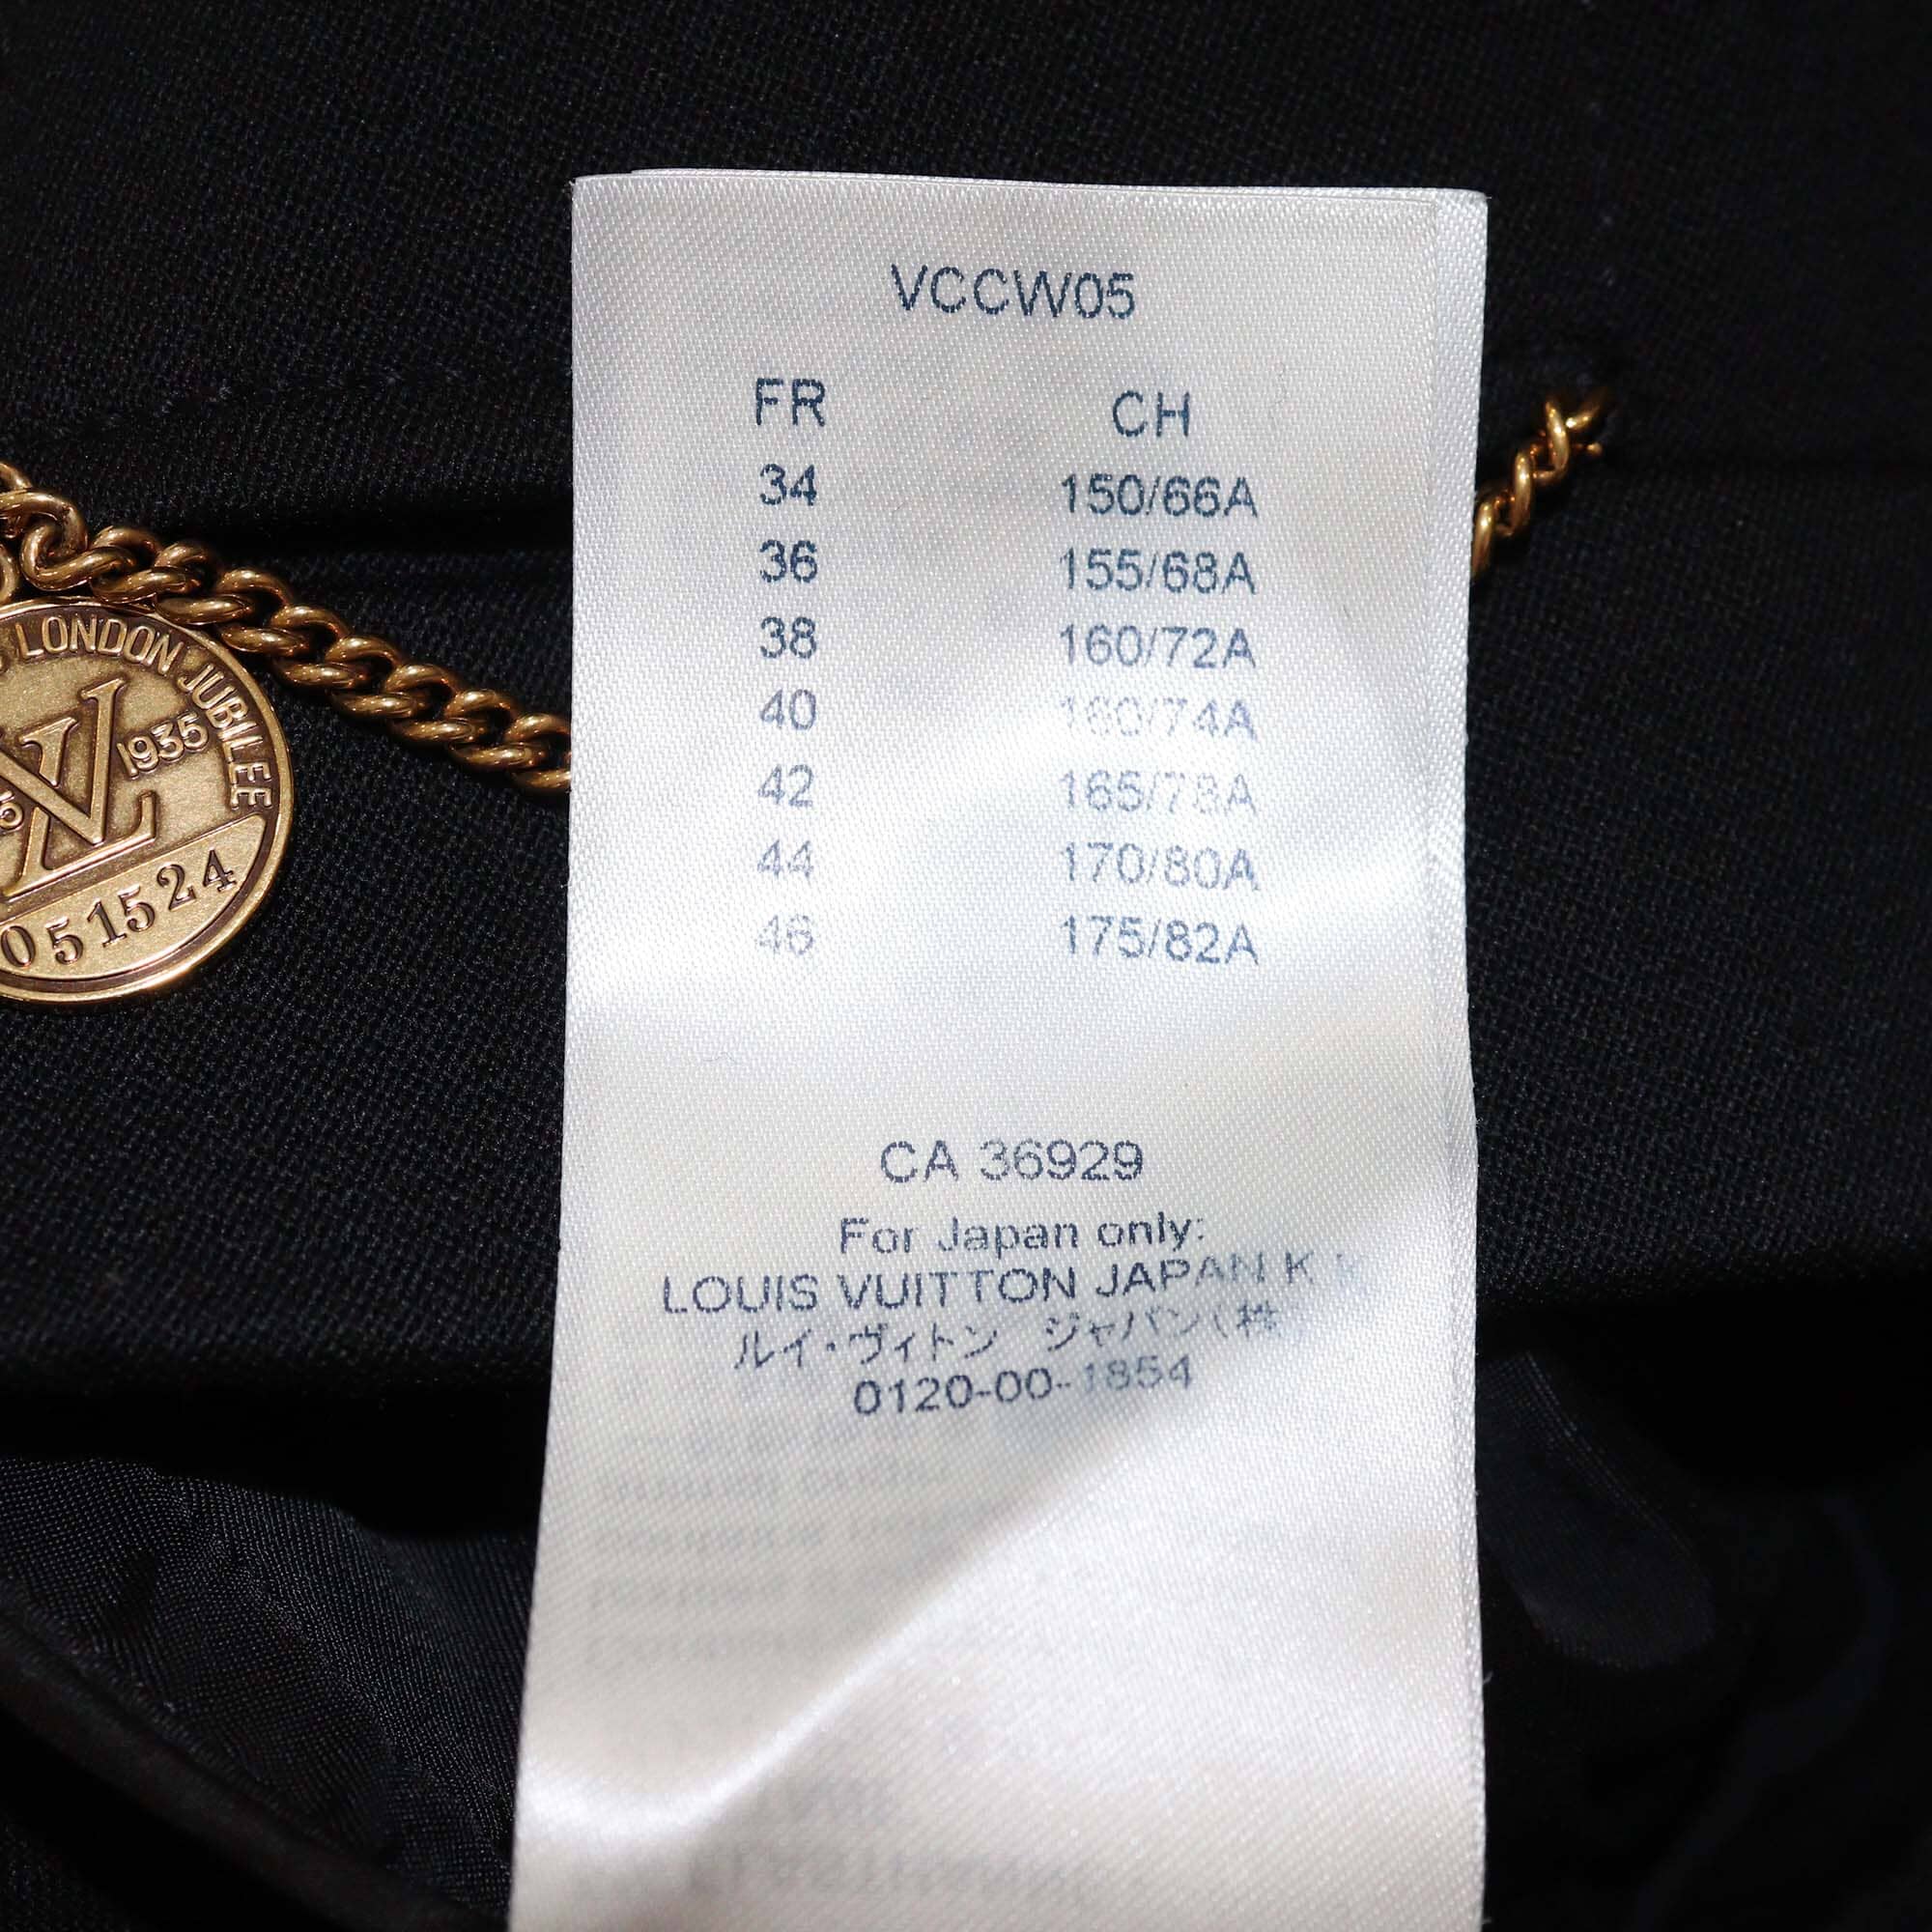 VCCW05
FR CH
34 150/66A
36 155/68A
38 160/72A
40 160/74A
42 165/78A
44 170/80A
46 175/82A
CA 36929
For Japan only:
LOUIS VUITTON JAPAN K
ルイ・ヴィトン ジャパン(株
0120-00-1854
LONDON JUBILEE
LV
1935
051524